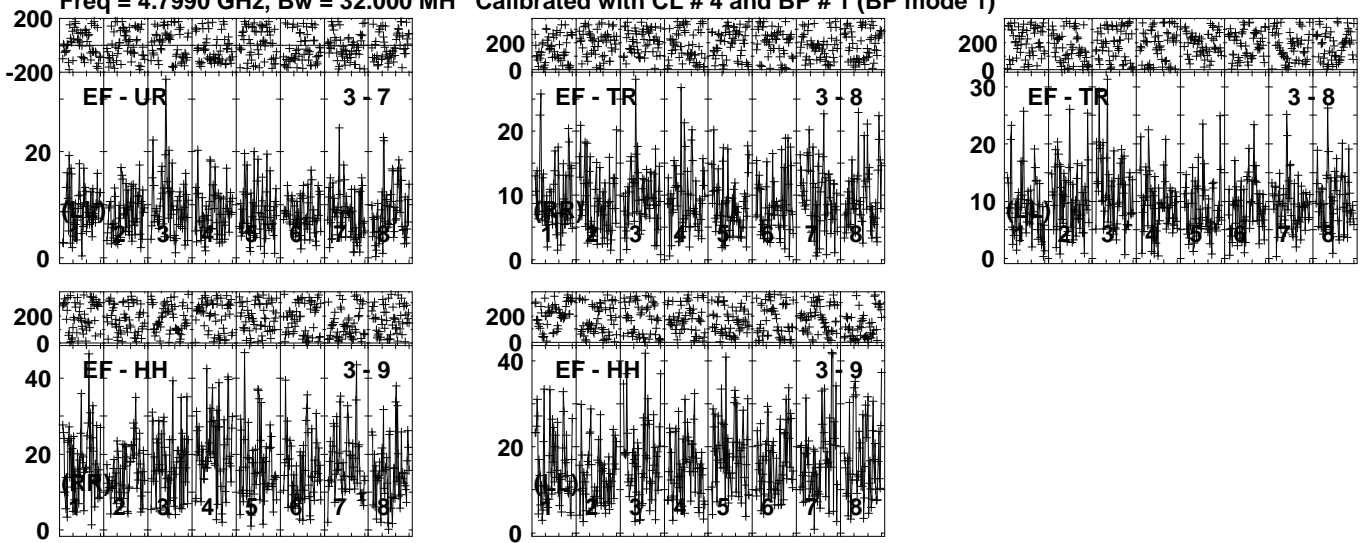 Freq = 4.7990 GHz, Bw = 32.000 MH Calibrated with CL # 4 and BP # 1 (BP mode 1)
200
-200
EF - UR 3 - 7
20
0
(LL)
1 2 3 4 5 6 7 8
200
0
EF - TR 3 - 8
20
10
0
(RR)
1 2 3 4 5 6 7 8
200
0
EF - TR 3 - 8
30
20
10
0
(LL)
1 2 3 4 5 6 7 8
200
0
EF - HH 3 - 9
40
20
0
(RR)
1 2 3 4 5 6 7 8
200
0
EF - HH 3 - 9
40
20
0
(LL)
1 2 3 4 5 6 7 8